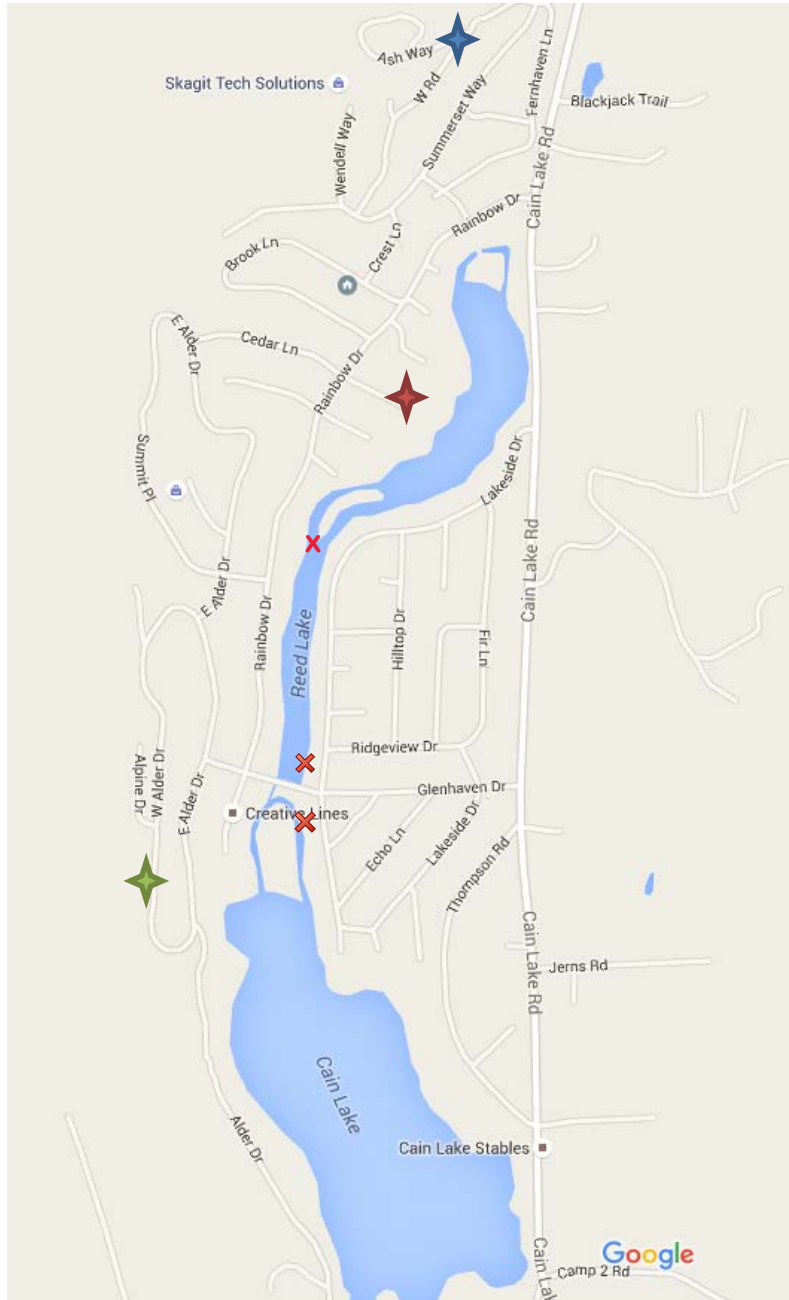 Ash Way
Skagit Tech Solutions
W Rd
Fernhaven Ln
Blackjack Trail
Summerset Way
Wendell Way
Cain Lake Rd
Rainbow Dr
Crest Ln
Brook Ln
E Alder Dr
Cedar Ln
Rainbow Dr
Summit Pl
Lakeside Dr
Cain Lake Rd
E Alder Dr
Rainbow Dr
Reed Lake
Hilltop Dr
Fir Ln
Ridgeview Dr
W Alder Dr
Alpine Dr
E Alder Dr
Glenhaven Dr
Creative Lines
Echo Ln
Lakeside Dr
Thompson Rd
Cain Lake Rd
Jerns Rd
Cain Lake
Alder Dr
Cain Lake Stables
Google
Camp 2 Rd
Cain Lak